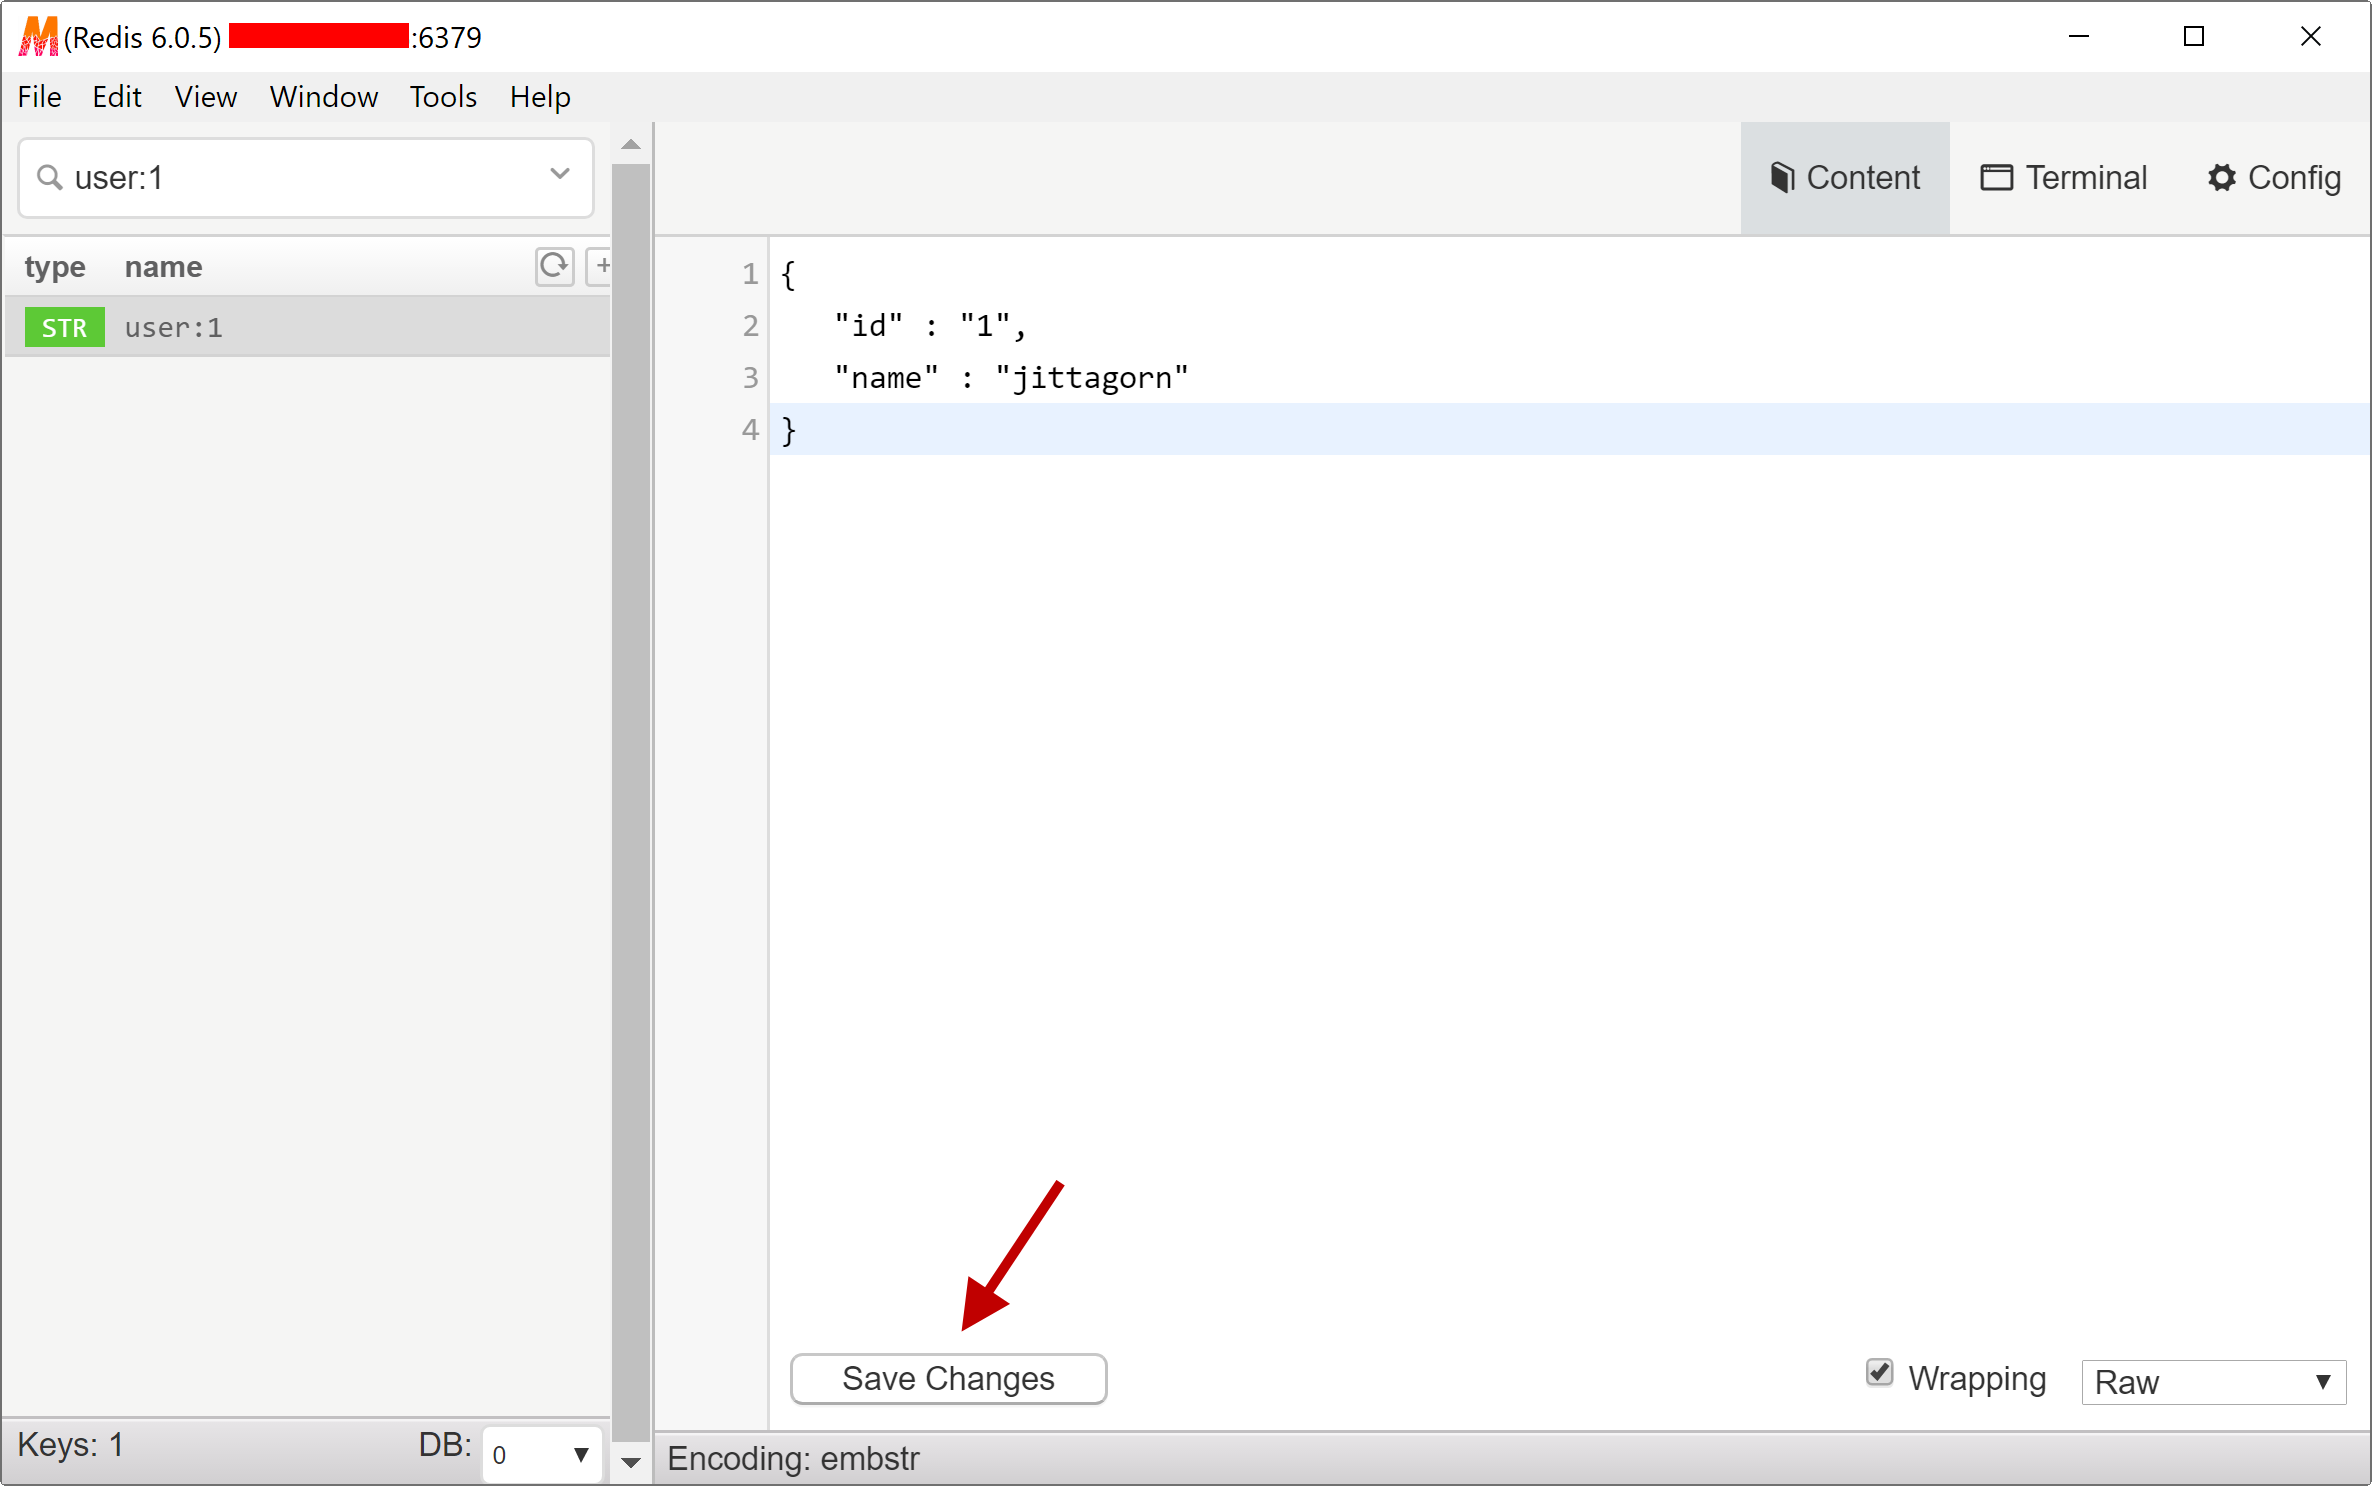 (Redis 6.0.5) :6379
File Edit View Window Tools Help
user:1
Content Terminal Config
type name
STR user:1
1 {
2 "id" : "1",
3 "name" : "jittagorn"
4 }
Save Changes
Wrapping Raw
Keys: 1 DB: 0
Encoding: embstr